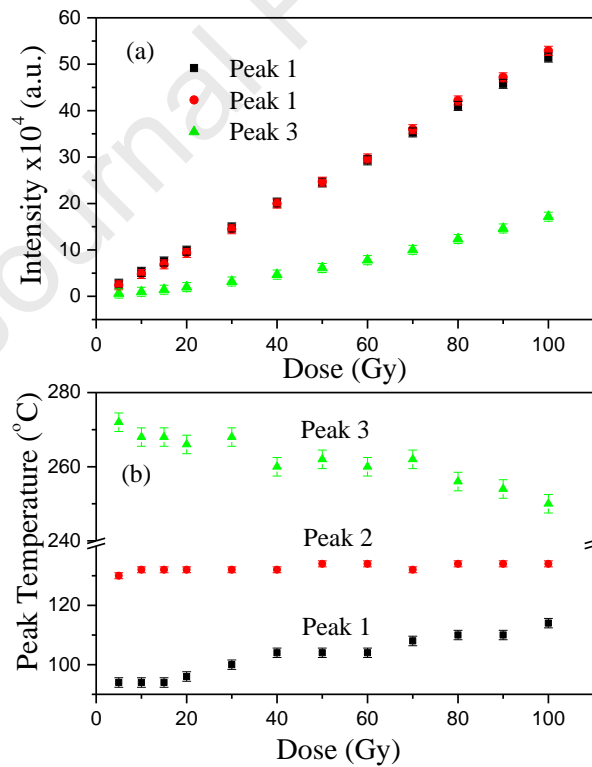 Journal P
(a)
Peak 1
Peak 1
Peak 3
Intensity x10⁴ (a.u.)
60
50
40
30
20
10
0
0 20 40 60 80 100
Dose (Gy)
(b)
Peak 3
Peak 2
Peak 1
Peak Temperature (°C)
280
260
240
120
100
0 20 40 60 80 100
Dose (Gy)